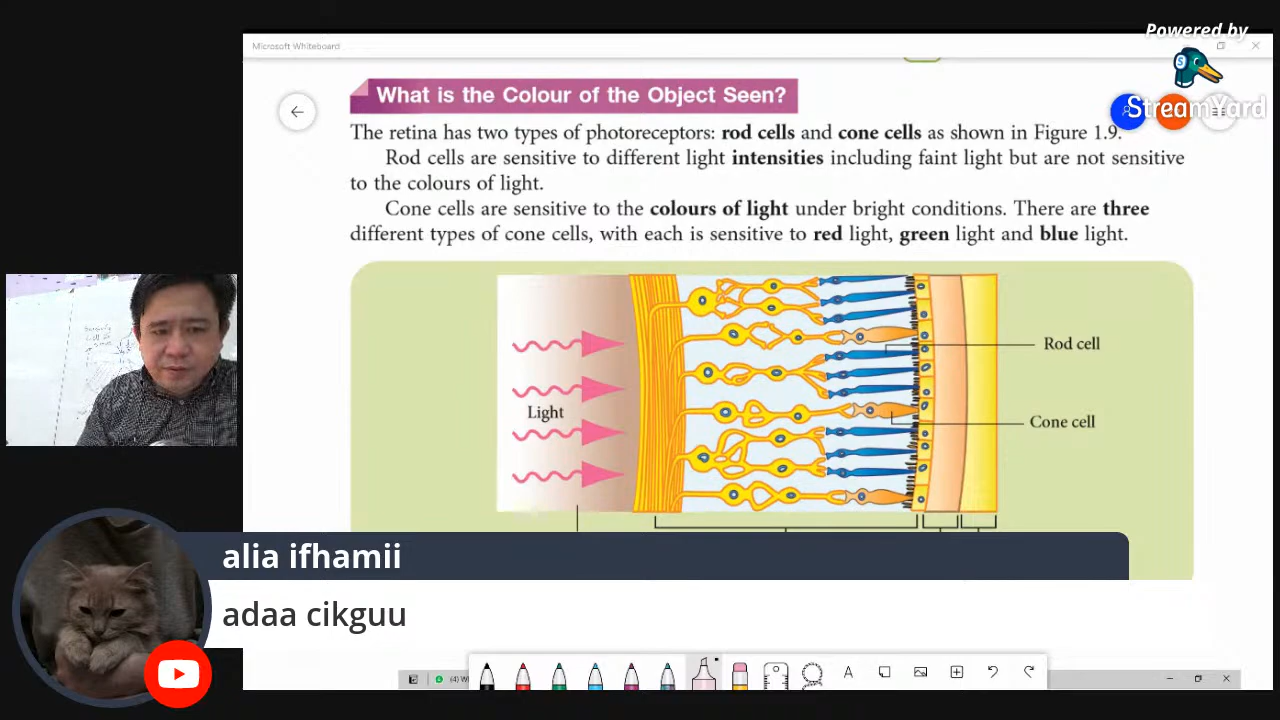 Powered by
StreamYard
Microsoft Whiteboard
What is the Colour of the Object Seen?
The retina has two types of photoreceptors: rod cells and cone cells as shown in Figure 1.9.
Rod cells are sensitive to different light intensities including faint light but are not sensitive
to the colours of light.
Cone cells are sensitive to the colours of light under bright conditions. There are three
different types of cone cells, with each is sensitive to red light, green light and blue light.
Rod cell
Light
Cone cell
alia ifhamii
adaa cikguu